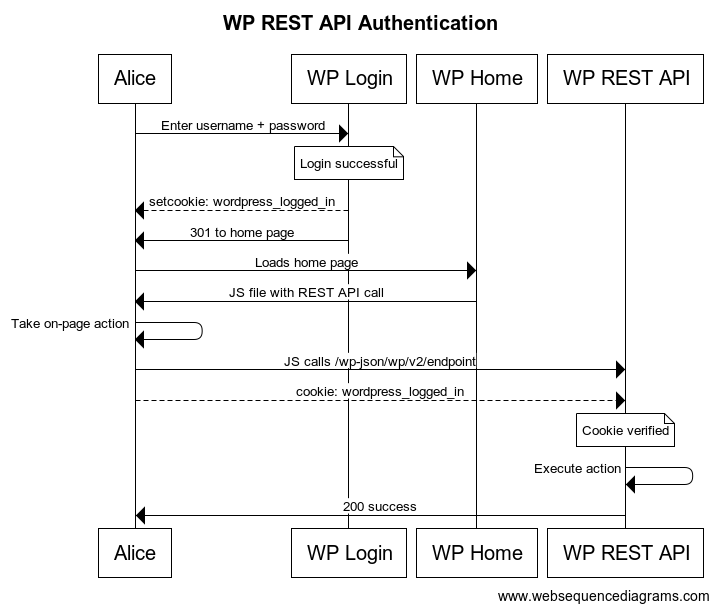 WP REST API Authentication
Alice
WP Login
WP Home
WP REST API
Enter username + password
Login successful
setcookie: wordpress_logged_in
301 to home page
Loads home page
JS file with REST API call
Take on-page action
JS calls /wp-json/wp/v2/endpoint
cookie: wordpress_logged_in
Cookie verified
Execute action
200 success
Alice
WP Login
WP Home
WP REST API
www.websequencediagrams.com